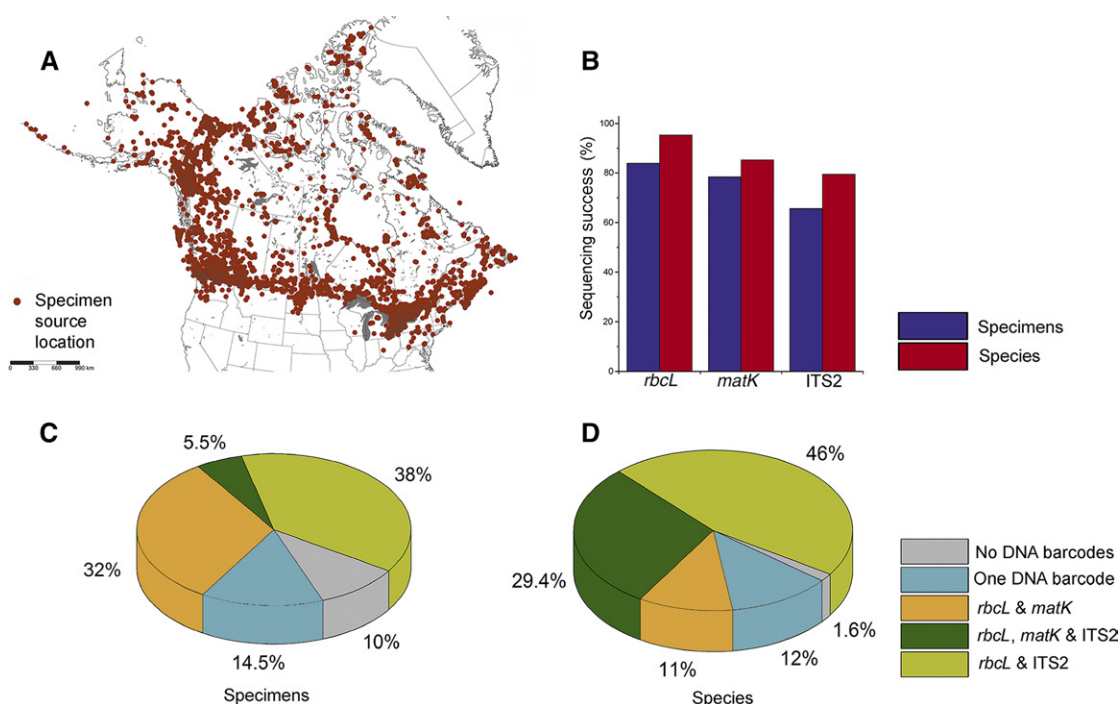 A
Specimen
source
location
0 330 660 990 km
B
Sequencing success (%)
100
80
60
40
20
0
rbcL matK ITS2
Specimens
Species
C
5.5%
38%
32%
14.5%
10%
Specimens
D
46%
29.4%
11%
12%
1.6%
Species
No DNA barcodes
One DNA barcode
rbcL & matK
rbcL, matK & ITS2
rbcL & ITS2